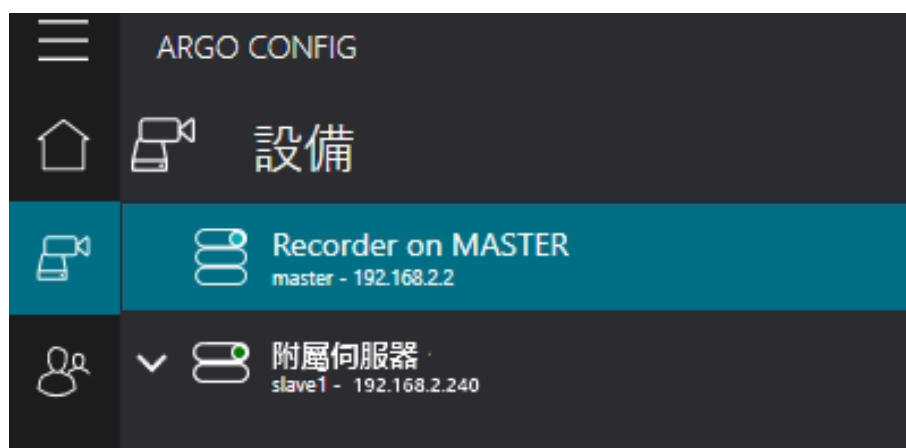 ARGO CONFIG
設備
Recorder on MASTER
master - 192.168.2.2
附屬伺服器
slave1 - 192.168.2.240